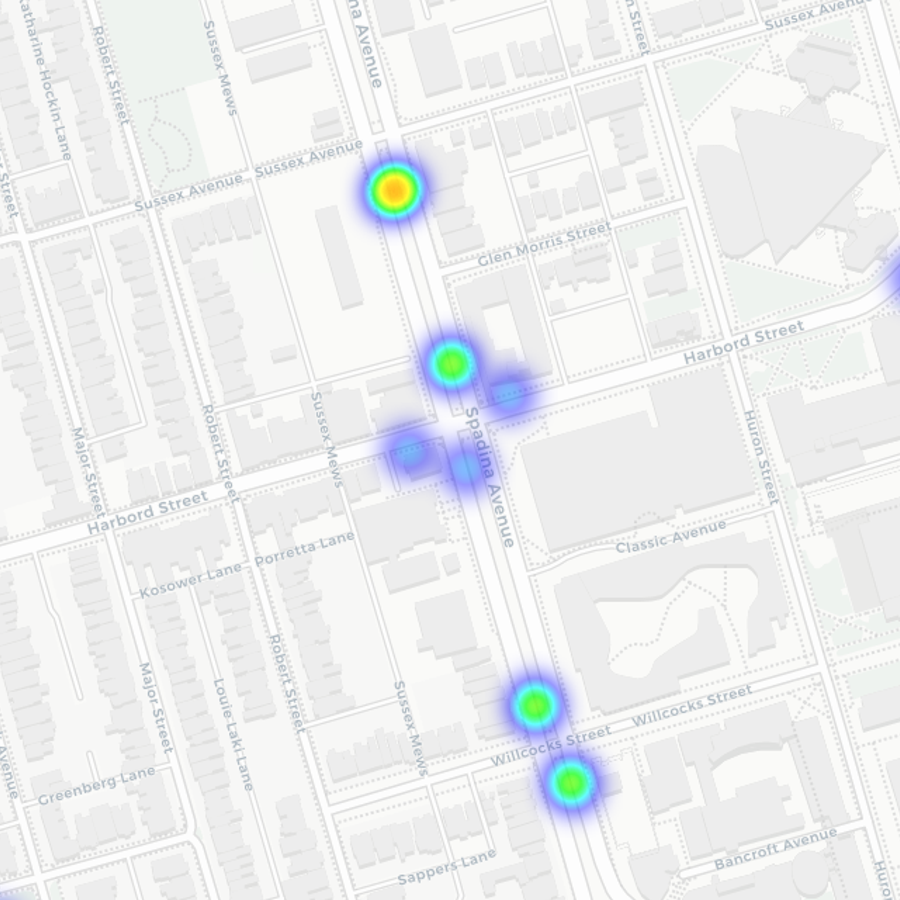 na Avenue
Sussex Avenue
n Street
Katharine Hockin Lane
Robert Street
Sussex Mews
Sussex Avenue
Sussex Avenue
Street
Glen Morris Street
Harbord Street
Major Street
Robert Street
Sussex Mews
Spadina Avenue
Huron Street
Harbord Street
Classic Avenue
Kosower Lane
Porretta Lane
Major Street
Louie Laki Lane
Robert Street
Sussex Mews
Willcocks Street
Willcocks Street
Avenue
Greenberg Lane
Sappers Lane
Bancroft Avenue
Huro